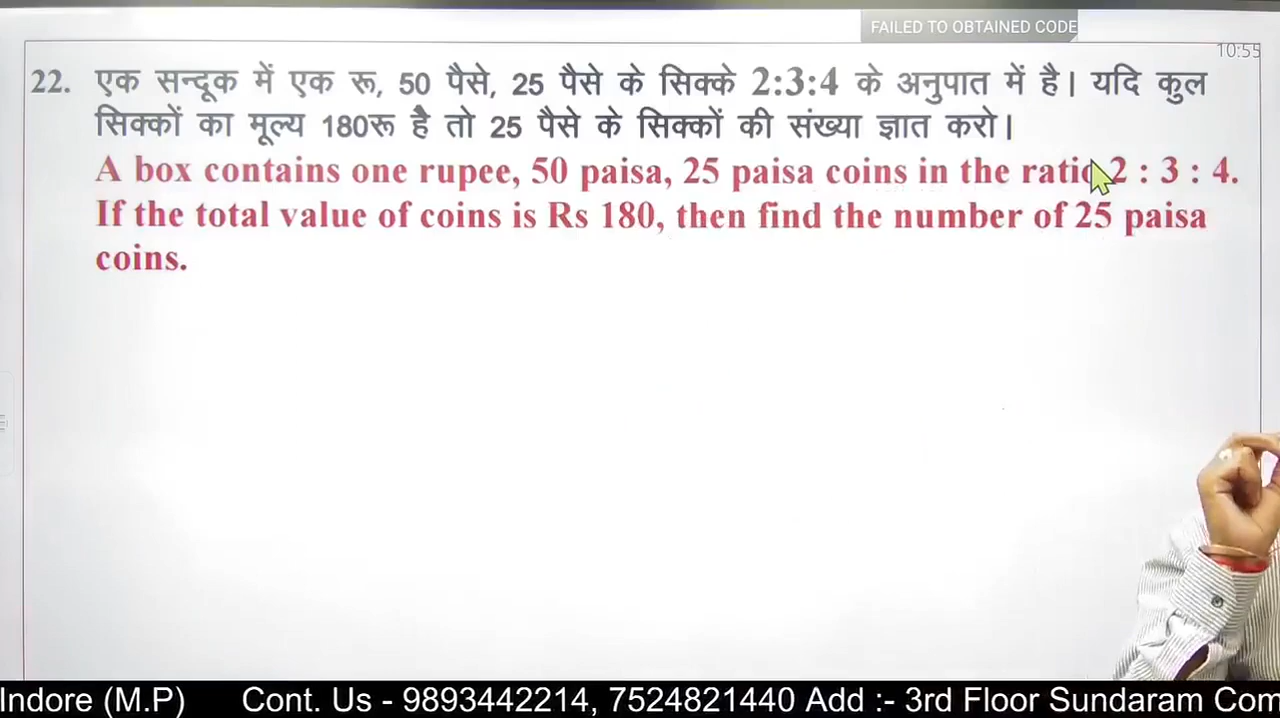 FAILED TO OBTAINED CODE
10:55
22. एक सन्दूक में एक रू, 50 पैसे, 25 पैसे के सिक्के 2:3:4 के अनुपात में है। यदि कुल
सिक्कों का मूल्य 180रू है तो 25 पैसे के सिक्कों की संख्या ज्ञात करो।
A box contains one rupee, 50 paisa, 25 paisa coins in the ratio 2 : 3 : 4.
If the total value of coins is Rs 180, then find the number of 25 paisa
coins.
Indore (M.P) Cont. Us - 9893442214, 7524821440 Add :- 3rd Floor Sundaram Com